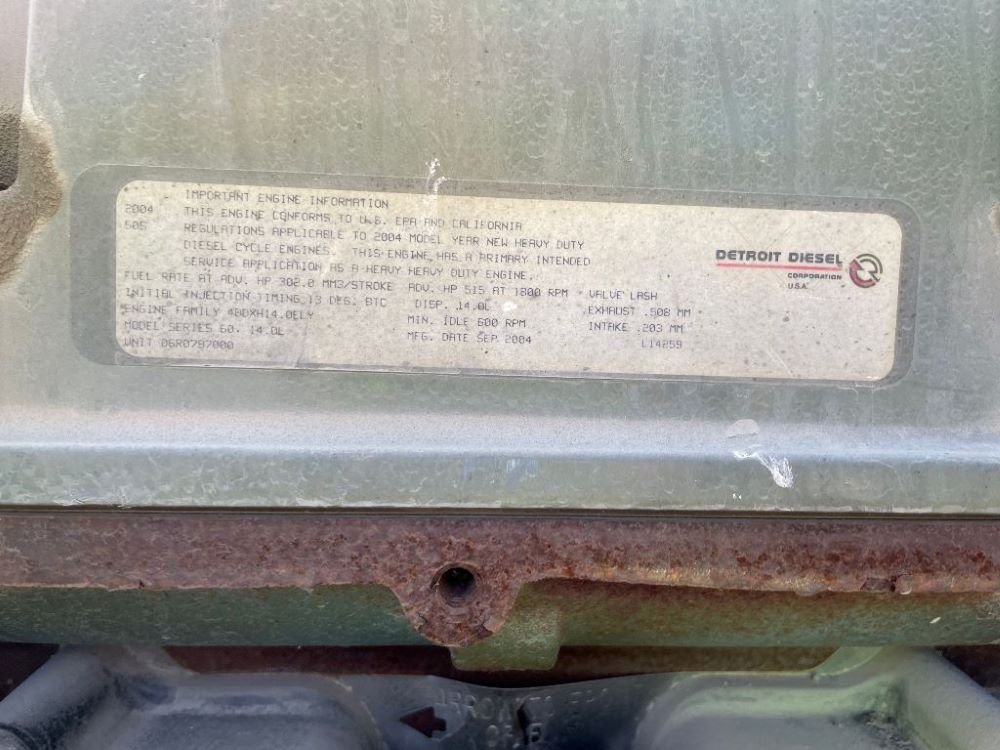 IMPORTANT ENGINE INFORMATION
2004 THIS ENGINE CONFORMS TO U.S. EPA AND CALIFORNIA
505 REGULATIONS APPLICABLE TO 2004 MODEL YEAR NEW HEAVY DUTY
DIESEL CYCLE ENGINES. THIS ENGINE HAS A PRIMARY INTENDED
SERVICE APPLICATION AS A HEAVY HEAVY DUTY ENGINE.
FUEL RATE AT ADV. HP 302.0 MM3/STROKE ADV. HP 515 AT 1800 RPM VALVE LASH
INITIAL INJECTION TIMING 13 DEG. BTC DISP. 14.0L EXHAUST .508 MM
ENGINE FAMILY 4DDXH14.0ELY MIN. IDLE 600 RPM INTAKE .203 MM
MODEL SERIES 60. 14.0L MFG. DATE SEP 2004 L14259
UNIT 06R0797000
DETROIT DIESEL
CORPORATION
U.S.A.